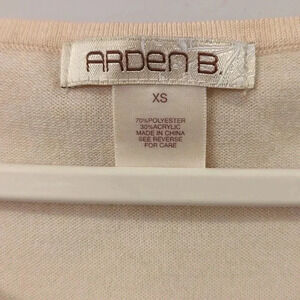 ARDEN B.
XS
70%POLYESTER
30%ACRYLIC
MADE IN CHINA
SEE REVERSE
FOR CARE